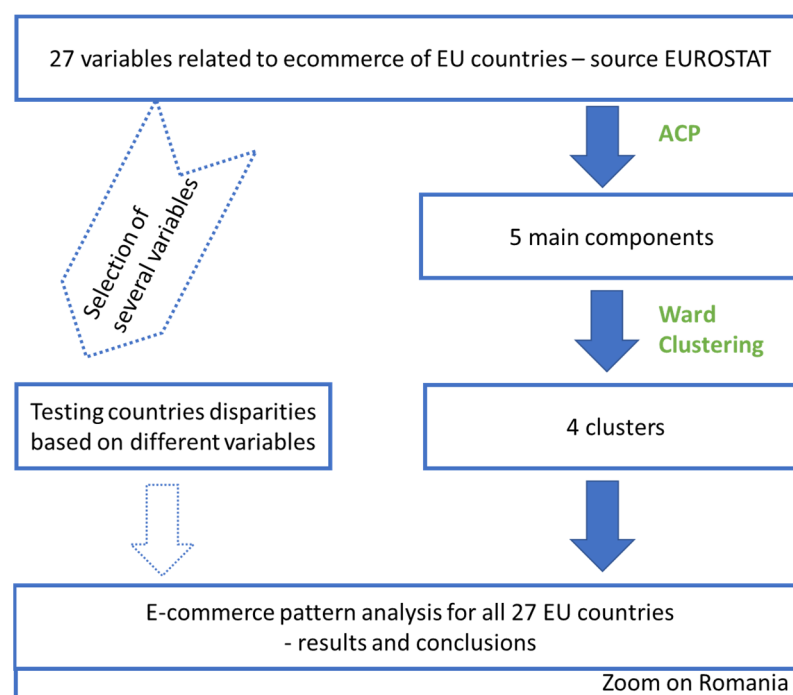 27 variables related to ecommerce of EU countries – source EUROSTAT
ACP
Selection of
several variables
5 main components
Ward
Clustering
Testing countries disparities
based on different variables
4 clusters
E-commerce pattern analysis for all 27 EU countries
- results and conclusions
Zoom on Romania